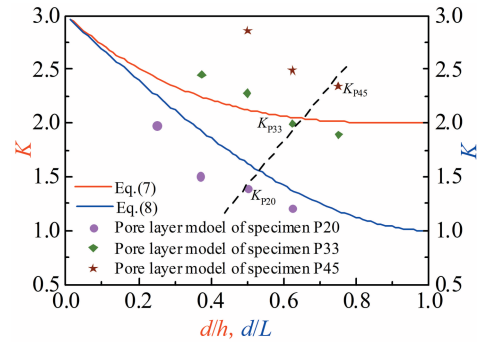 3.0
3.0
2.5
2.5
K_P45
2.0
2.0
K_P33
K
K
1.5
1.5
K_P20
Eq.(7)
Eq.(8)
1.0
1.0
Pore layer mdoel of specimen P20
Pore layer model of specimen P33
Pore layer model of specimen P45
0.5
0.5
0.0 0.2 0.4 0.6 0.8 1.0
d/h, d/L